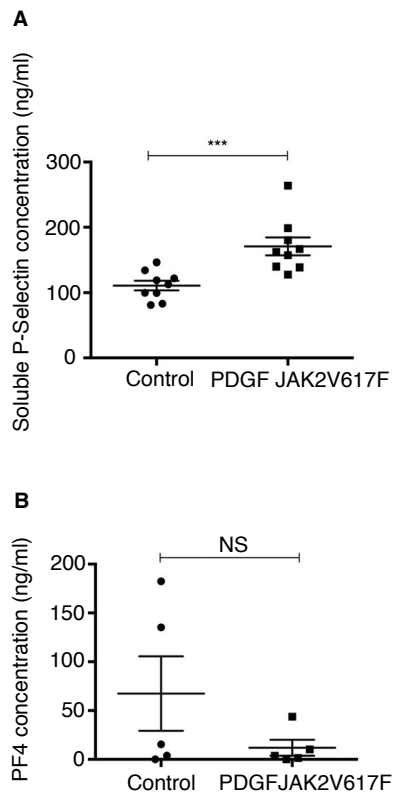 A
Soluble P-Selectin concentration (ng/ml)
***
300
200
100
0
Control PDGF JAK2V617F
B
PF4 concentration (ng/ml)
NS
200
150
100
50
0
Control PDGFJAK2V617F